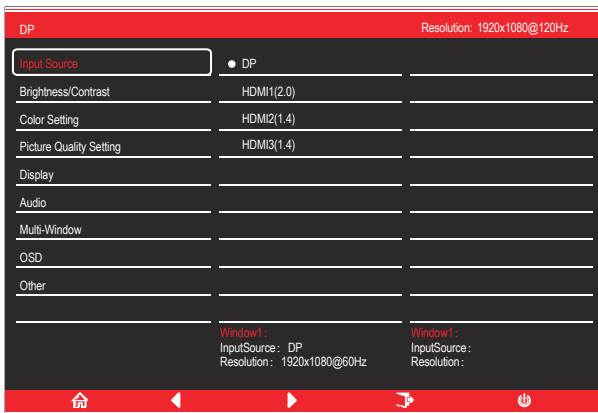 DP Resolution: 1920x1080@120Hz
Input Source DP
Brightness/Contrast HDMI1(2.0)
Color Setting HDMI2(1.4)
Picture Quality Setting HDMI3(1.4)
Display
Audio
Multi-Window
OSD
Other
Window1: Window1:
InputSource: DP InputSource:
Resolution: 1920x1080@60Hz Resolution: